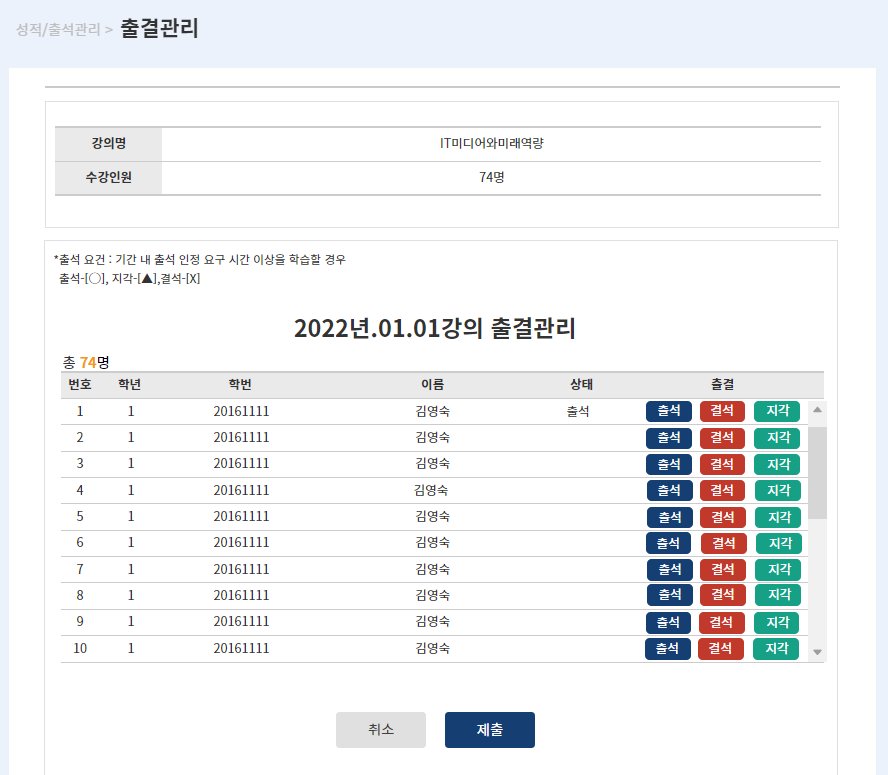 성적/출석관리 > 출결관리
강의명 IT미디어와미래역량
수강인원 74명
*출석 요건 : 기간 내 출석 인정 요구 시간 이상을 학습할 경우
출석-[○], 지각-[▲],결석-[X]
2022년.01.01강의 출결관리
총 74명
번호 학년 학번 이름 상태 출결
1 1 20161111 김영숙 출석 출석 결석 지각
2 1 20161111 김영숙 출석 결석 지각
3 1 20161111 김영숙 출석 결석 지각
4 1 20161111 김영숙 출석 결석 지각
5 1 20161111 김영숙 출석 결석 지각
6 1 20161111 김영숙 출석 결석 지각
7 1 20161111 김영숙 출석 결석 지각
8 1 20161111 김영숙 출석 결석 지각
9 1 20161111 김영숙 출석 결석 지각
10 1 20161111 김영숙 출석 결석 지각
취소 제출